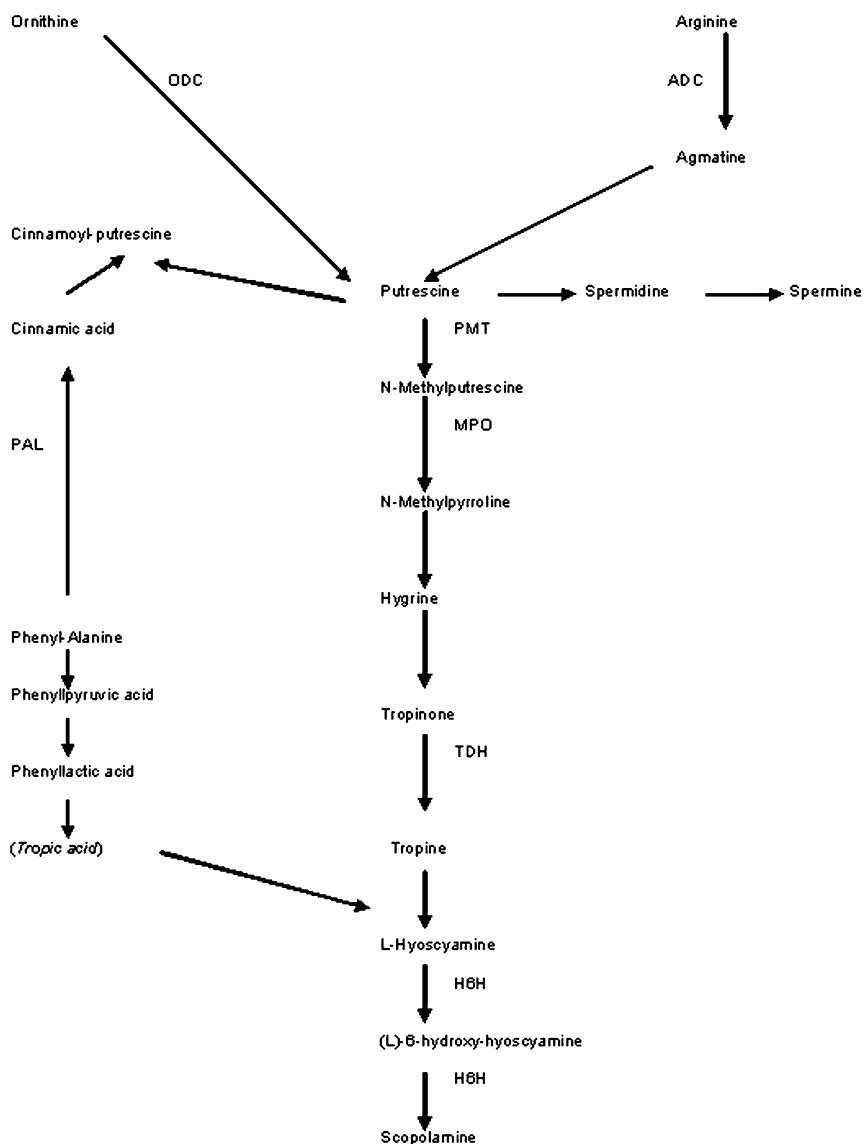 Ornithine
Arginine
ODC
ADC
Agmatine
Cinnamoyl-putrescine
Putrescine
Spermidine
Spermine
Cinnamic acid
PMT
N-Methylputrescine
MPO
PAL
N-Methylpyrroline
Hygrine
Phenyl-Alanine
Phenyllpyruvic acid
Tropinone
TDH
Phenyllactic acid
(Tropic acid)
Tropine
L-Hyoscyamine
H6H
(L)-6-hydroxy-hyoscyamine
H6H
Scopolamine